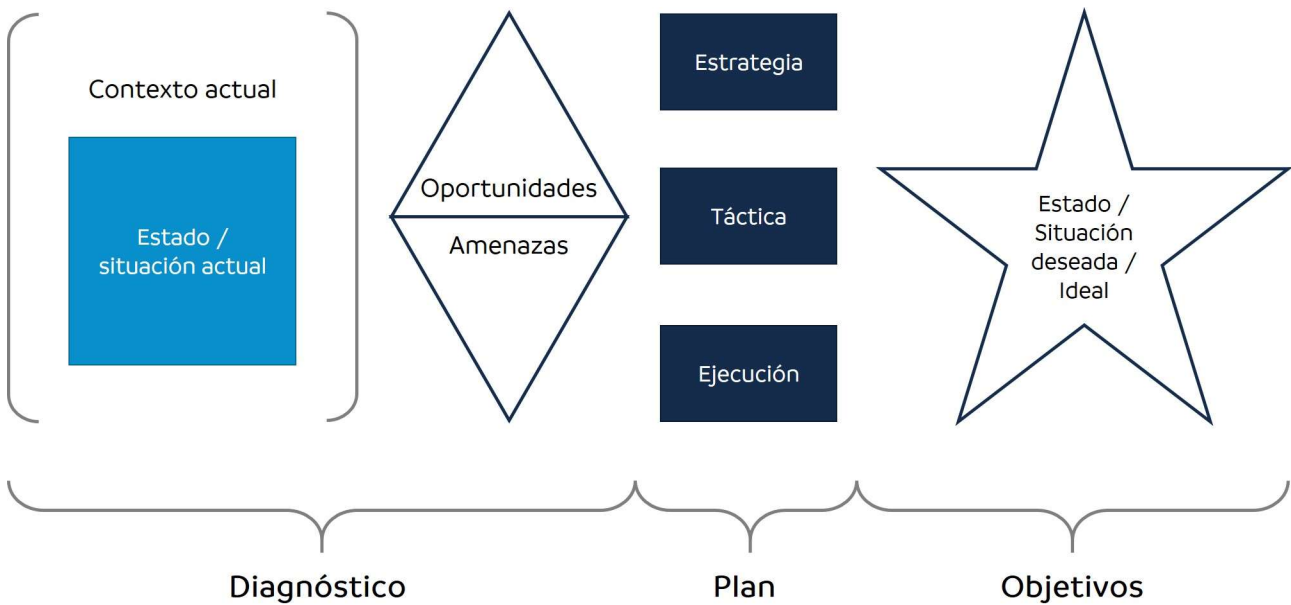 Contexto actual
Estado /
situación actual
Oportunidades
Amenazas
Estrategia
Táctica
Ejecución
Estado /
Situación
deseada /
Ideal
Diagnóstico
Plan
Objetivos